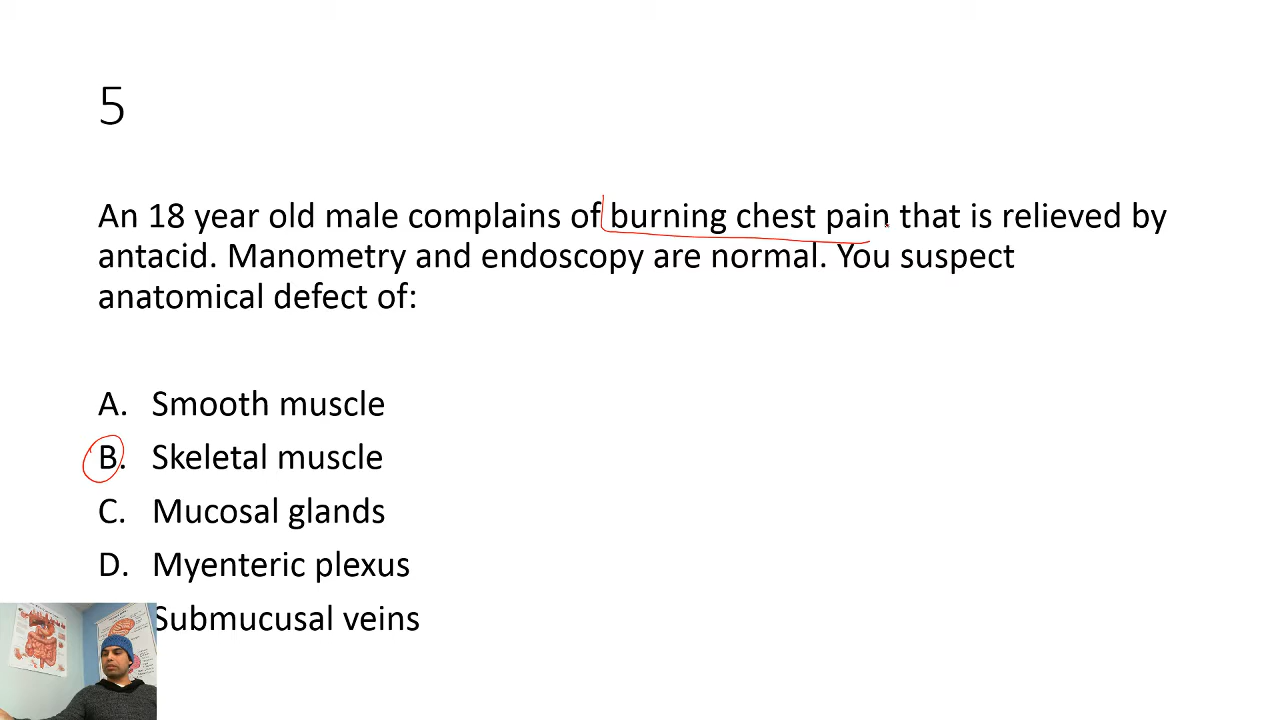 5
An 18 year old male complains of burning chest pain that is relieved by
antacid. Manometry and endoscopy are normal. You suspect
anatomical defect of:
A. Smooth muscle
B. Skeletal muscle
C. Mucosal glands
D. Myenteric plexus
Submucusal veins